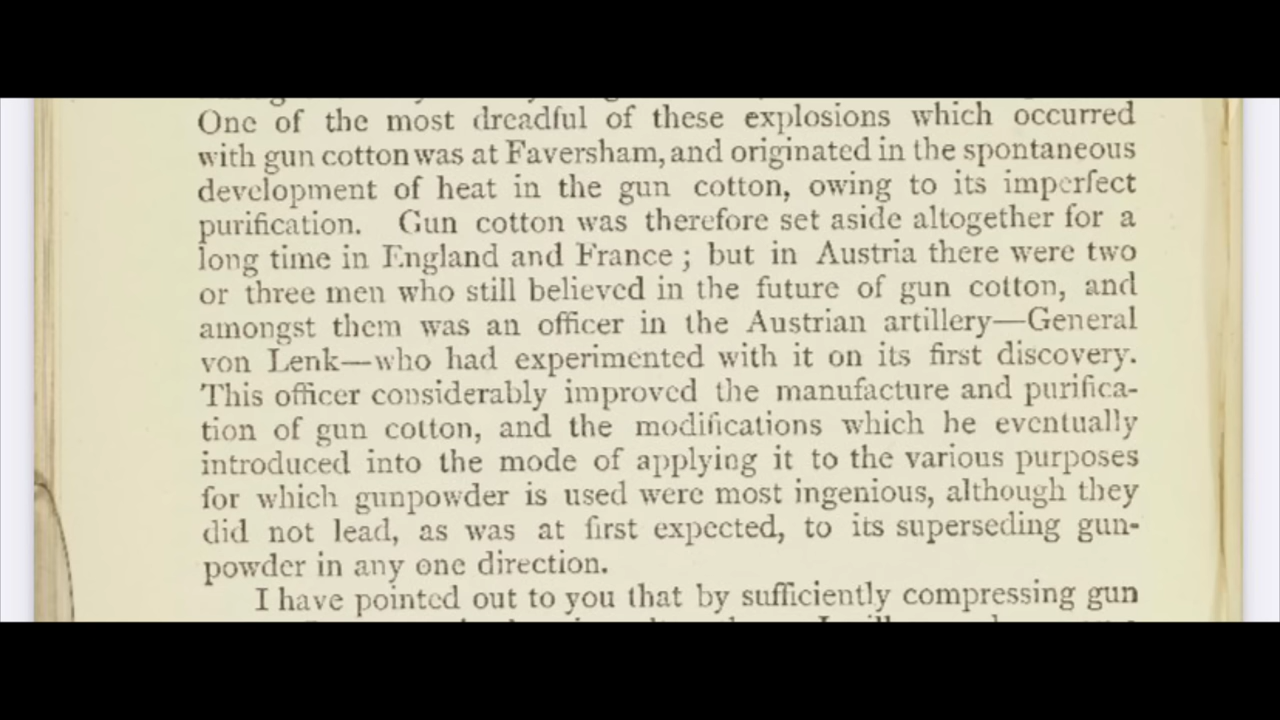 One of the most dreadful of these explosions which occurred
with gun cotton was at Faversham, and originated in the spontaneous
development of heat in the gun cotton, owing to its imperfect
purification. Gun cotton was therefore set aside altogether for a
long time in England and France ; but in Austria there were two
or three men who still believed in the future of gun cotton, and
amongst them was an officer in the Austrian artillery—General
von Lenk—who had experimented with it on its first discovery.
This officer considerably improved the manufacture and purifica-
tion of gun cotton, and the modifications which he eventually
introduced into the mode of applying it to the various purposes
for which gunpowder is used were most ingenious, although they
did not lead, as was at first expected, to its superseding gun-
powder in any one direction.
I have pointed out to you that by sufficiently compressing gun